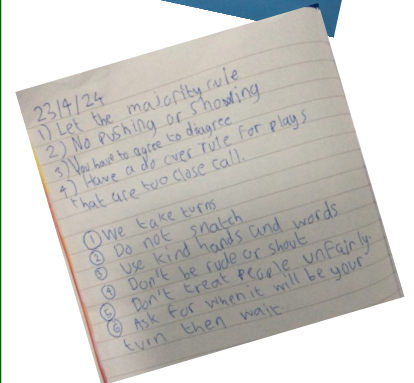 23/4/24
1) Let the majority rule
2) No pushing or shoving
3) You have to agree to disagree
4) Have a do over rule for plays
that are too close call.
① We take turns
② Do not snatch
③ Use kind hands and words
④ Don't be rude or shout
⑤ Don't treat people unfairly.
⑥ Ask for when it will be your
turn then wait